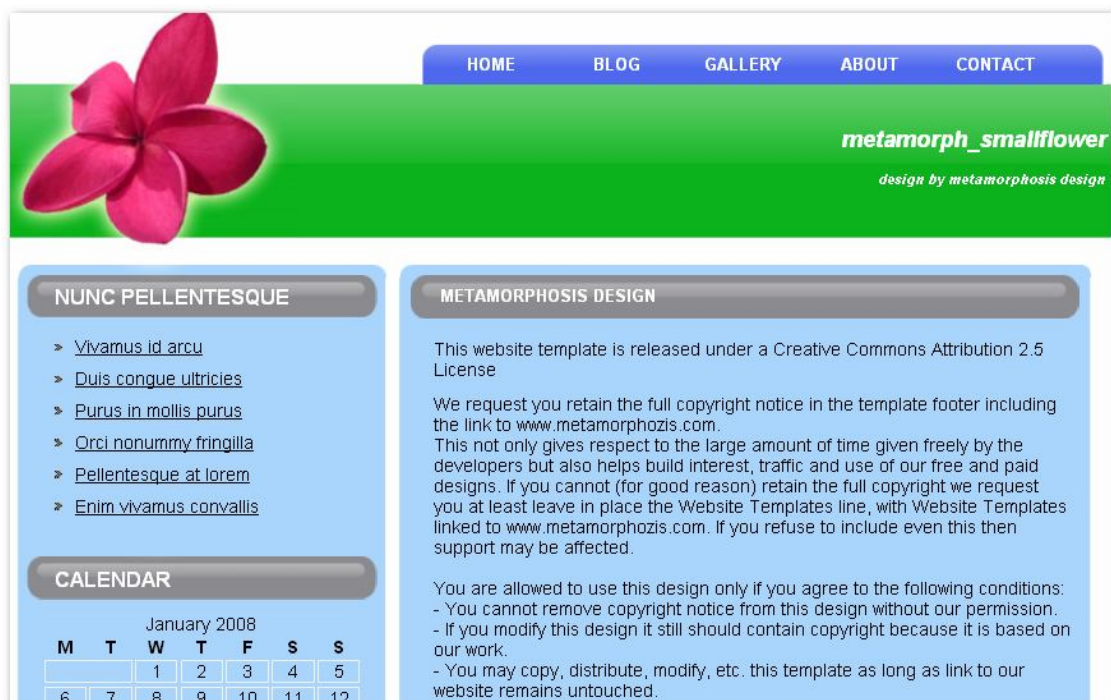 HOME BLOG GALLERY ABOUT CONTACT
metamorph_smallflower
design by metamorphosis design
NUNC PELLENTESQUE
Vivamus id arcu
Duis congue ultricies
Purus in mollis purus
Orci nonummy fringilla
Pellentesque at lorem
Enim vivamus convallis
CALENDAR
January 2008
M T W T F S S
1 2 3 4 5
6 7 8 9 10 11 12
METAMORPHOSIS DESIGN
This website template is released under a Creative Commons Attribution 2.5
License
We request you retain the full copyright notice in the template footer including
the link to www.metamorphozis.com.
This not only gives respect to the large amount of time given freely by the
developers but also helps build interest, traffic and use of our free and paid
designs. If you cannot (for good reason) retain the full copyright we request
you at least leave in place the Website Templates line, with Website Templates
linked to www.metamorphozis.com. If you refuse to include even this then
support may be affected.
You are allowed to use this design only if you agree to the following conditions:
- You cannot remove copyright notice from this design without our permission.
- If you modify this design it still should contain copyright because it is based on
our work.
- You may copy, distribute, modify, etc. this template as long as link to our
website remains untouched.